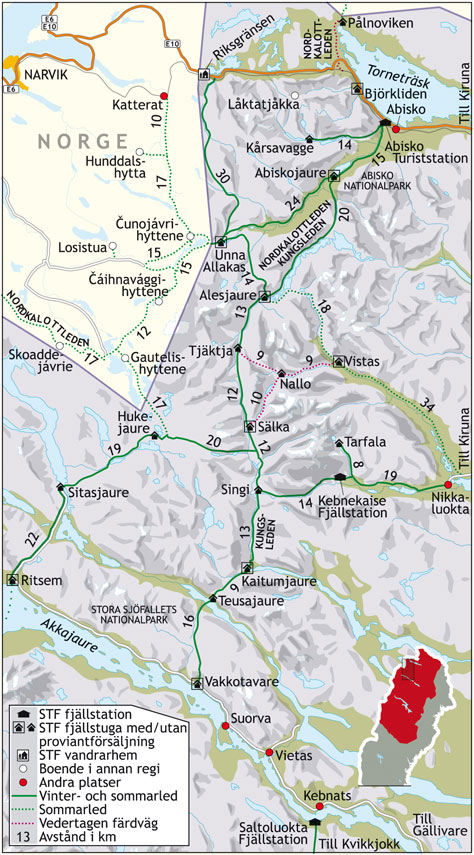 E6
E10
NARVIK
E6
E10
Riksgränsen
NORD-
KALOTT-
LEDEN
Pålnoviken
Torneträsk
Till Kiruna
Björkliden
Abisko
Katterat
10
NORGE
Låktatjåkka
Kårsavagge
14
Abisko
Turiststation
15
Hunddals-
hytta
17
30
Abiskojaure
ABISKO
NATIONALPARK
24
20
Čunojávri-
hyttene
Losistua
15
Unna
Allakas
NORDKALOTTLEDEN
KUNGSLEDEN
Čáihnavággi-
hyttene
15
14
Alesjaure
13
18
NORDKALOTTLEDEN
12
Skoadde-
jávrie
17
Gautelis-
hyttene
Tjäktja
9
9
Vistas
Nallo
12
10
17
34
Huke-
jaure
Sälka
19
20
12
Tarfala
Till Kiruna
8
19
Sitasjaure
Singi
14
Kebnekaise
Fjällstation
Nikka-
luokta
22
13
KUNGS-
LEDEN
Ritsem
Kaitumjaure
9
Teusajaure
STORA SJÖFALLETS
NATIONALPARK
16
Akkajaure
Vakkotavare
Suorva
Vietas
Kebnats
Till
Gällivare
Saltoluokta
Fjällstation
Till Kvikkjokk
STF fjällstation
STF fjällstuga med/utan
proviantförsäljning
STF vandrarhem
Boende i annan regi
Andra platser
Vinter- och sommarled
Sommarled
Vedertagen färdväg
13 Avstånd i km